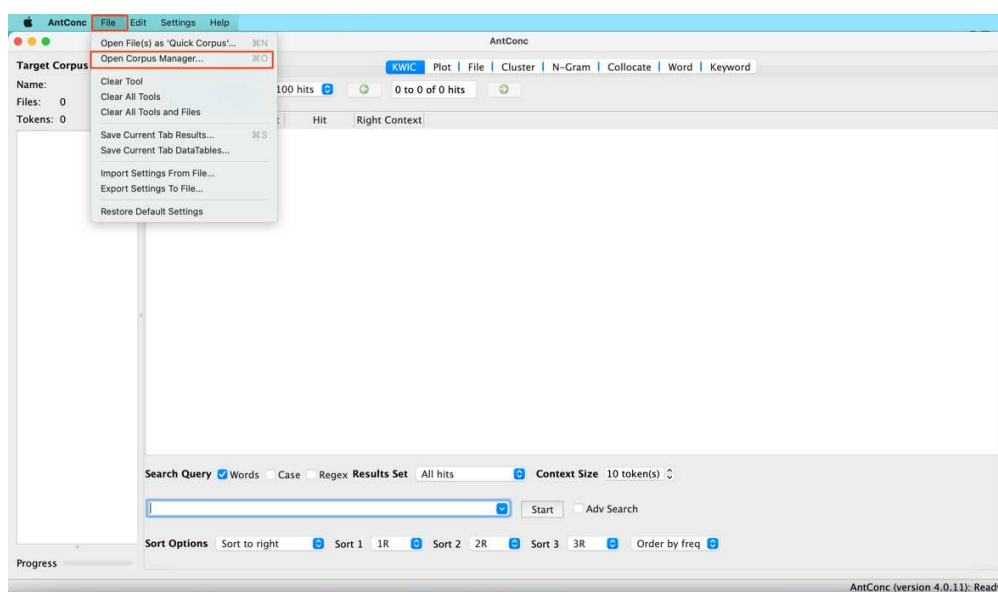 AntConc File Edit Settings Help
AntConc
Open File(s) as 'Quick Corpus'... ⌘N
Open Corpus Manager... ⌘O
Clear Tool
Clear All Tools
Clear All Tools and Files
Save Current Tab Results... ⌘S
Save Current Tab DataTables...
Import Settings From File...
Export Settings To File...
Restore Default Settings
Target Corpus
Name:
Files: 0
Tokens: 0
KWIC Plot File Cluster N-Gram Collocate Word Keyword
100 hits 0 to 0 of 0 hits
Hit Right Context
Search Query Words Case Regex Results Set All hits Context Size 10 token(s)
Start Adv Search
Sort Options Sort to right Sort 1 1R Sort 2 2R Sort 3 3R Order by freq
Progress
AntConc (version 4.0.11): Ready